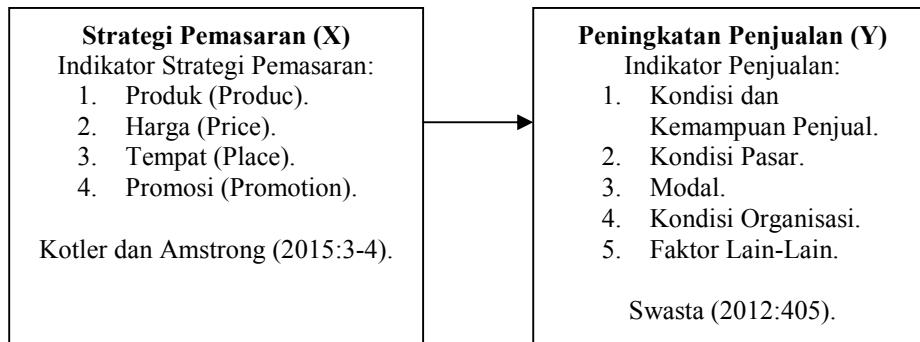 Strategi Pemasaran (X)
Indikator Strategi Pemasaran:
1. Produk (Produc).
2. Harga (Price).
3. Tempat (Place).
4. Promosi (Promotion).
Kotler dan Amstrong (2015:3-4).
Peningkatan Penjualan (Y)
Indikator Penjualan:
1. Kondisi dan
Kemampuan Penjual.
2. Kondisi Pasar.
3. Modal.
4. Kondisi Organisasi.
5. Faktor Lain-Lain.
Swasta (2012:405).